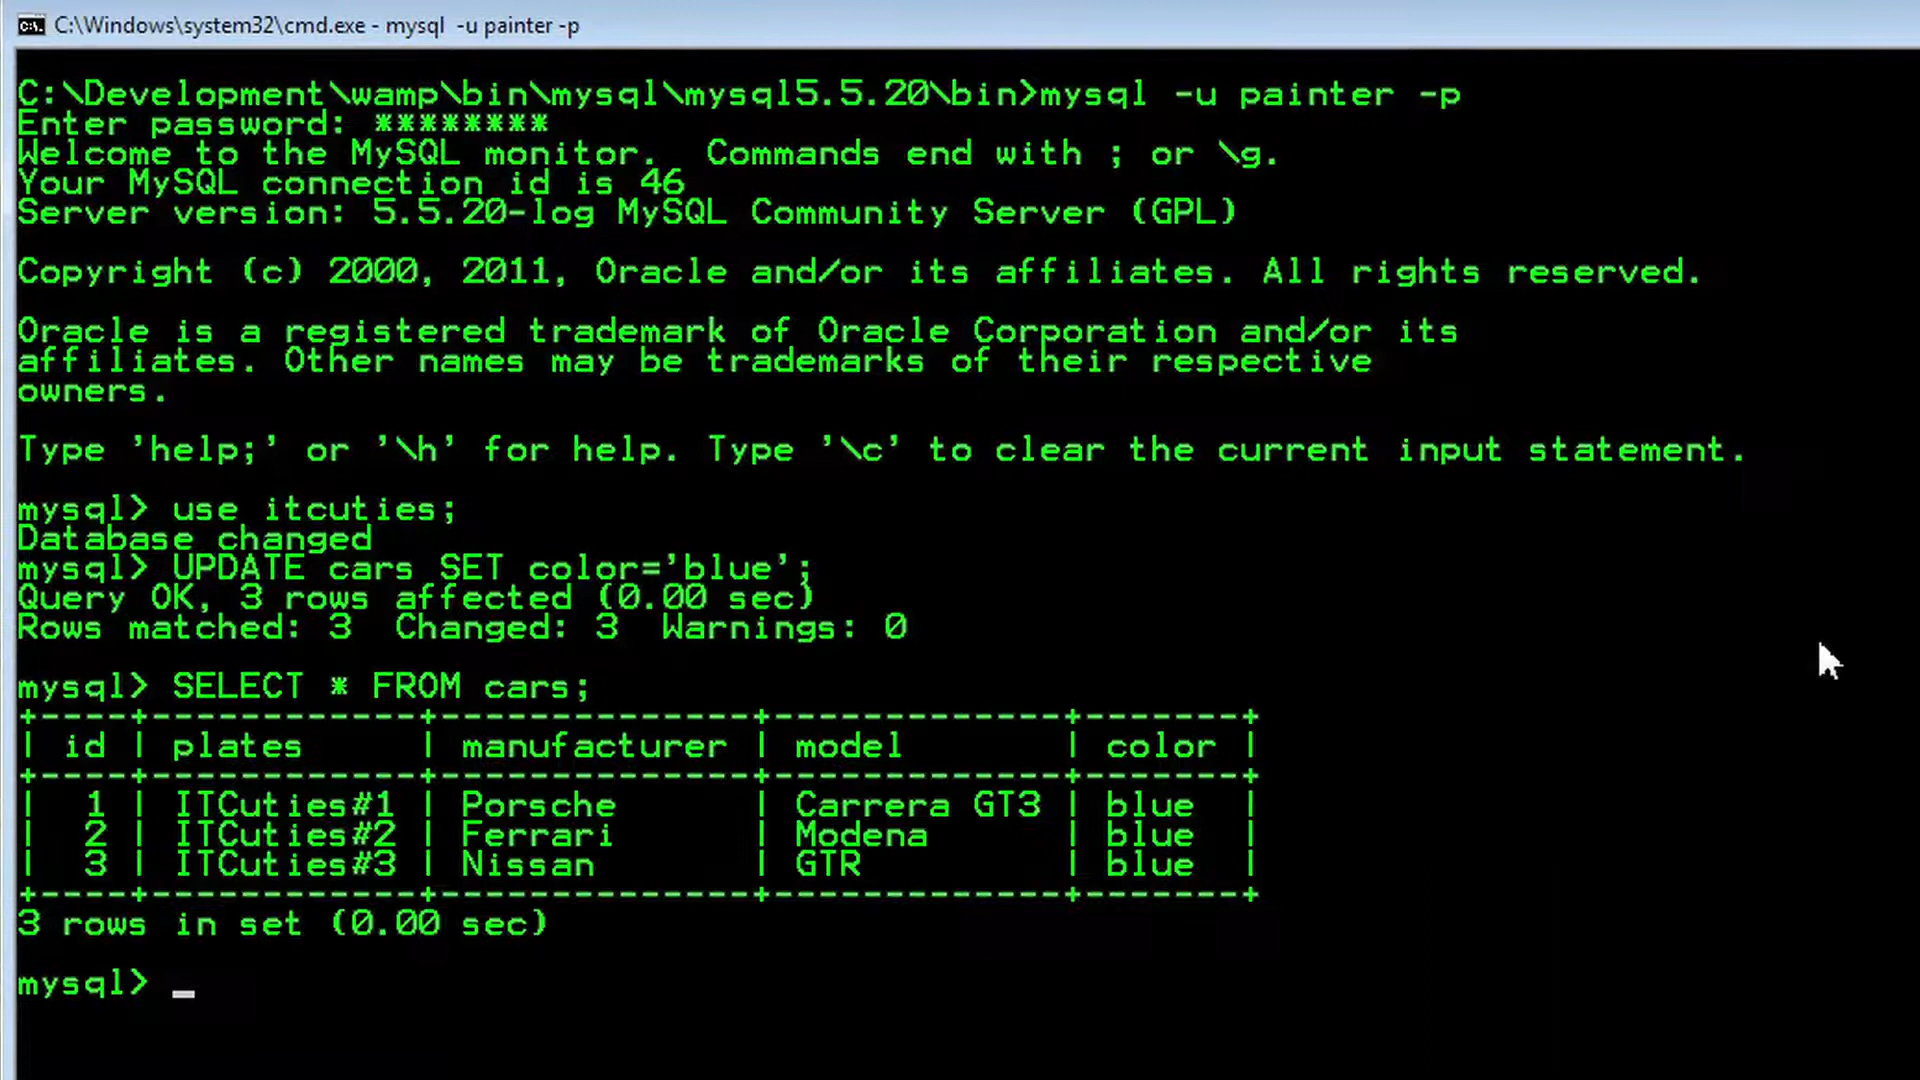 C:\Windows\system32\cmd.exe - mysql  -u painter -p
C:\Development\wamp\bin\mysql\mysql5.5.20\bin>mysql -u painter -p
Enter password: ********
Welcome to the MySQL monitor.  Commands end with ; or \g.
Your MySQL connection id is 46
Server version: 5.5.20-log MySQL Community Server (GPL)
Copyright (c) 2000, 2011, Oracle and/or its affiliates. All rights reserved.
Oracle is a registered trademark of Oracle Corporation and/or its
affiliates. Other names may be trademarks of their respective
owners.
Type 'help;' or '\h' for help. Type '\c' to clear the current input statement.
mysql> use itcuties;
Database changed
mysql> UPDATE cars SET color='blue';
Query OK, 3 rows affected (0.00 sec)
Rows matched: 3  Changed: 3  Warnings: 0
mysql> SELECT * FROM cars;
+----+------------+--------------+-------------+-------+
| id | plates     | manufacturer | model       | color |
+----+------------+--------------+-------------+-------+
|  1 | ITCuties#1 | Porsche      | Carrera GT3 | blue  |
|  2 | ITCuties#2 | Ferrari      | Modena      | blue  |
|  3 | ITCuties#3 | Nissan       | GTR         | blue  |
+----+------------+--------------+-------------+-------+
3 rows in set (0.00 sec)
mysql> _